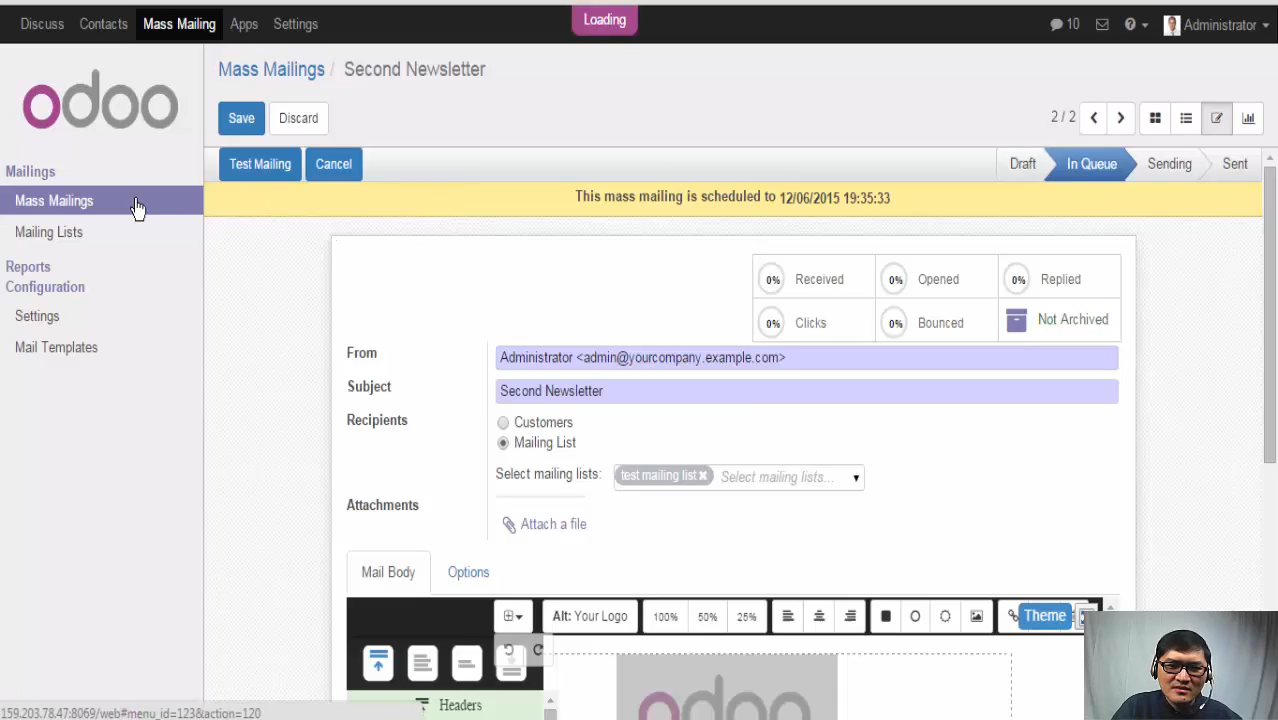 Discuss Contacts Mass Mailing Apps Settings Loading 10 Administrator
odoo
Mass Mailings / Second Newsletter
Save Discard 2 / 2
Test Mailing Cancel Draft In Queue Sending Sent
This mass mailing is scheduled to 12/06/2015 19:35:33
Mailings
Mass Mailings
Mailing Lists
Reports
Configuration
Settings
Mail Templates
0% Received 0% Opened 0% Replied
0% Clicks 0% Bounced Not Archived
From Administrator <admin@yourcompany.example.com>
Subject Second Newsletter
Recipients Customers
Mailing List
Select mailing lists: test mailing list Select mailing lists...
Attachments
Attach a file
Mail Body Options
Alt: Your Logo 100% 50% 25% Theme
Headers
odoo
159.203.78.47:8069/web#menu_id=123&action=120